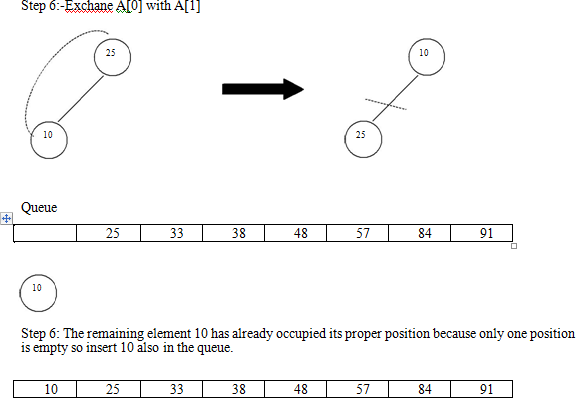 Step 6:-Exchane A[0] with A[1]
25
10
10
25
Queue
25 33 38 48 57 84 91
10
Step 6: The remaining element 10 has already occupied its proper position because only one position
is empty so insert 10 also in the queue.
10 25 33 38 48 57 84 91